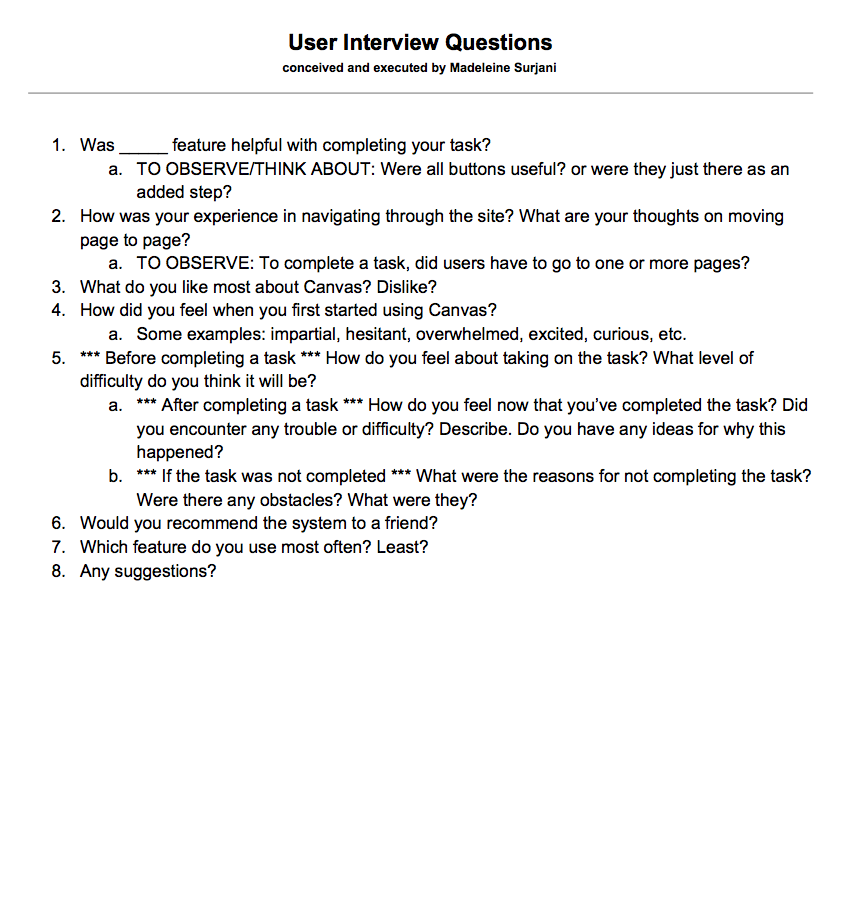 User Interview Questions
conceived and executed by Madeleine Surjani
1. Was _____ feature helpful with completing your task?
a. TO OBSERVE/THINK ABOUT: Were all buttons useful? or were they just there as an
added step?
2. How was your experience in navigating through the site? What are your thoughts on moving
page to page?
a. TO OBSERVE: To complete a task, did users have to go to one or more pages?
3. What do you like most about Canvas? Dislike?
4. How did you feel when you first started using Canvas?
a. Some examples: impartial, hesitant, overwhelmed, excited, curious, etc.
5. *** Before completing a task *** How do you feel about taking on the task? What level of
difficulty do you think it will be?
a. *** After completing a task *** How do you feel now that you’ve completed the task? Did
you encounter any trouble or difficulty? Describe. Do you have any ideas for why this
happened?
b. *** If the task was not completed *** What were the reasons for not completing the task?
Were there any obstacles? What were they?
6. Would you recommend the system to a friend?
7. Which feature do you use most often? Least?
8. Any suggestions?